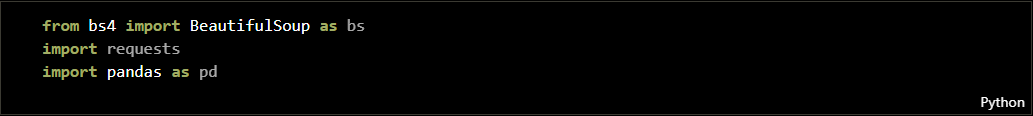 from bs4 import BeautifulSoup as bs
import requests
import pandas as pd
Python